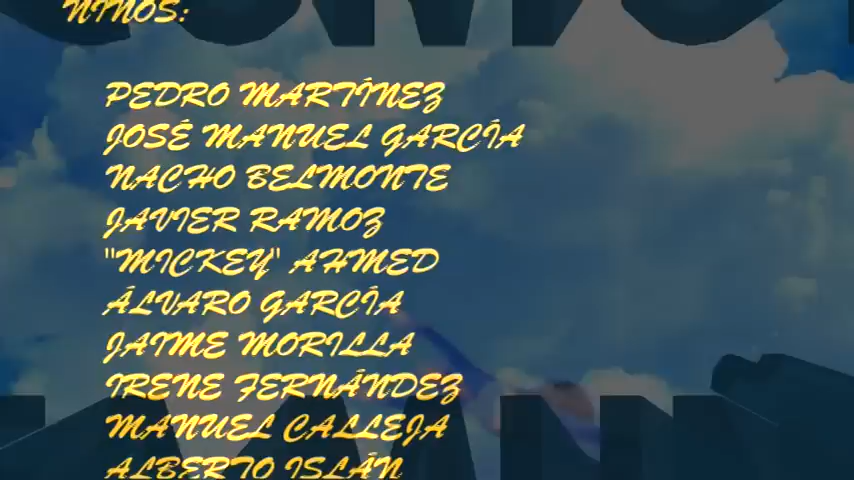 NIÑOS:
PEDRO MARTÍNEZ
JOSÉ MANUEL GARCÍA
NACHO BELMONTE
JAVIER RAMOZ
"MICKEY" AHMED
ÁLVARO GARCÍA
JAIME MORILLA
IRENE FERNÁNDEZ
MANUEL CALLEJA
ALBERTO ISLÁN